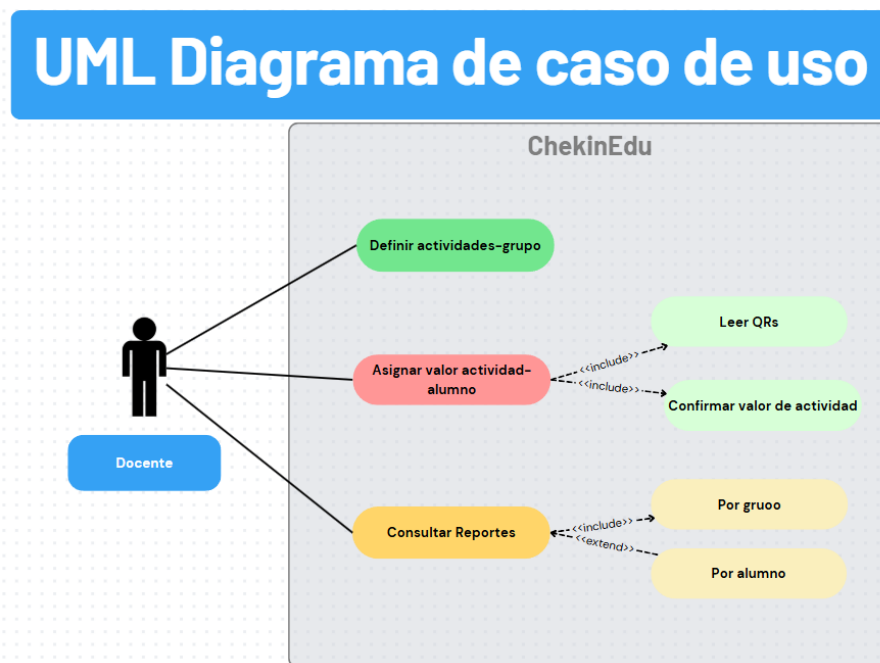 UML Diagrama de caso de uso
ChekinEdu
Definir actividades-grupo
Leer QRs
Asignar valor actividad-
alumno
<<include>>
<<include>>
Confirmar valor de actividad
Docente
Por gruoo
Consultar Reportes
<<include>>
<<extend>>
Por alumno